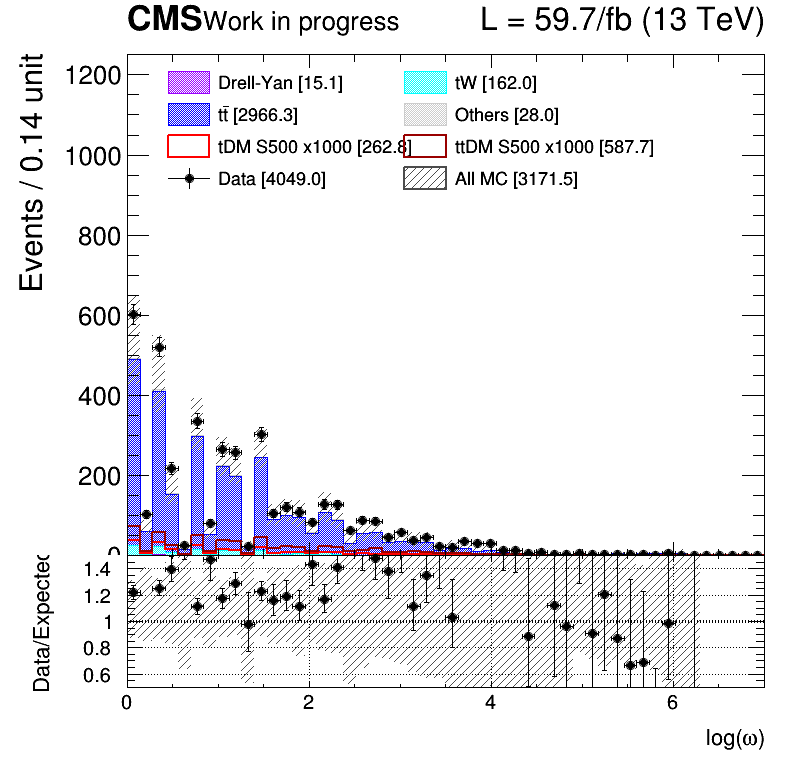 CMS Work in progress L = 59.7/fb (13 TeV)
Events / 0.14 unit
1200
1000
800
600
400
200
0
Drell-Yan [15.1] tW [162.0]
tt̄ [2966.3] Others [28.0]
tDM S500 x1000 [262.8] ttDM S500 x1000 [587.7]
Data [4049.0] All MC [3171.5]
Data/Expected
1.4
1.2
1
0.8
0.6
0 2 4 6
log(ω)